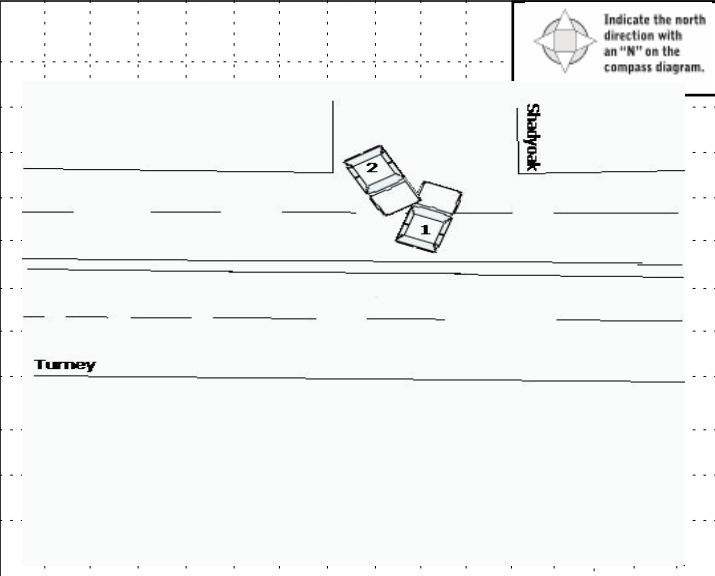 Indicate the north
direction with
an “N” on the
compass diagram.
Shadyoak
2
1
Turney